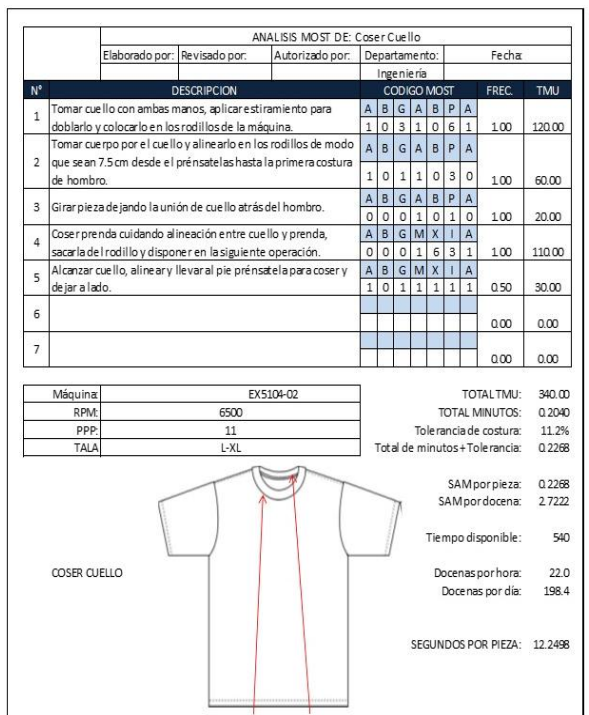 ANALISIS MOST DE: Coser Cuello
Elaborado por: Revisado por: Autorizado por: Departamento: Fecha:
Ingeniería
N° DESCRIPCION CODIGO MOST FREC. TMU
1 Tomar cuello con ambas manos, aplicar estiramiento para A B G A B P A
doblarlo y colocarlo en los rodillos de la máquina. 1 0 3 1 0 6 1 1.00 120.00
2 Tomar cuerpo por el cuello y alinearlo en los rodillos de modo A B G A B P A
que sean 7.5 cm desde el prénsatelas hasta la primera costura
de hombro. 1 0 1 1 0 3 0 1.00 60.00
3 Girar pieza dejando la unión de cuello atrás del hombro. A B G A B P A
0 0 0 1 0 1 0 1.00 20.00
4 Coser prenda cuidando alineación entre cuello y prenda, A B G M X I A
sacarla del rodillo y disponer en la siguiente operación. 0 0 0 1 6 3 1 1.00 110.00
5 Alcanzar cuello, alinear y llevar al pie prénsatela para coser y A B G M X I A
dejar a lado. 1 0 1 1 1 1 1 0.50 30.00
6 0.00 0.00
7 0.00 0.00
Máquina: EX5104-02 TOTAL TMU: 340.00
RPM: 6500 TOTAL MINUTOS: 0.2040
PPP: 11 Tolerancia de costura: 11.2%
TALA L-XL Total de minutos+Tolerancia: 0.2268
SAM por pieza: 0.2268
SAM por docena: 2.7222
Tiempo disponible: 540
COSER CUELLO Docenas por hora: 22.0
Docenas por día: 198.4
SEGUNDOS POR PIEZA: 12.2498